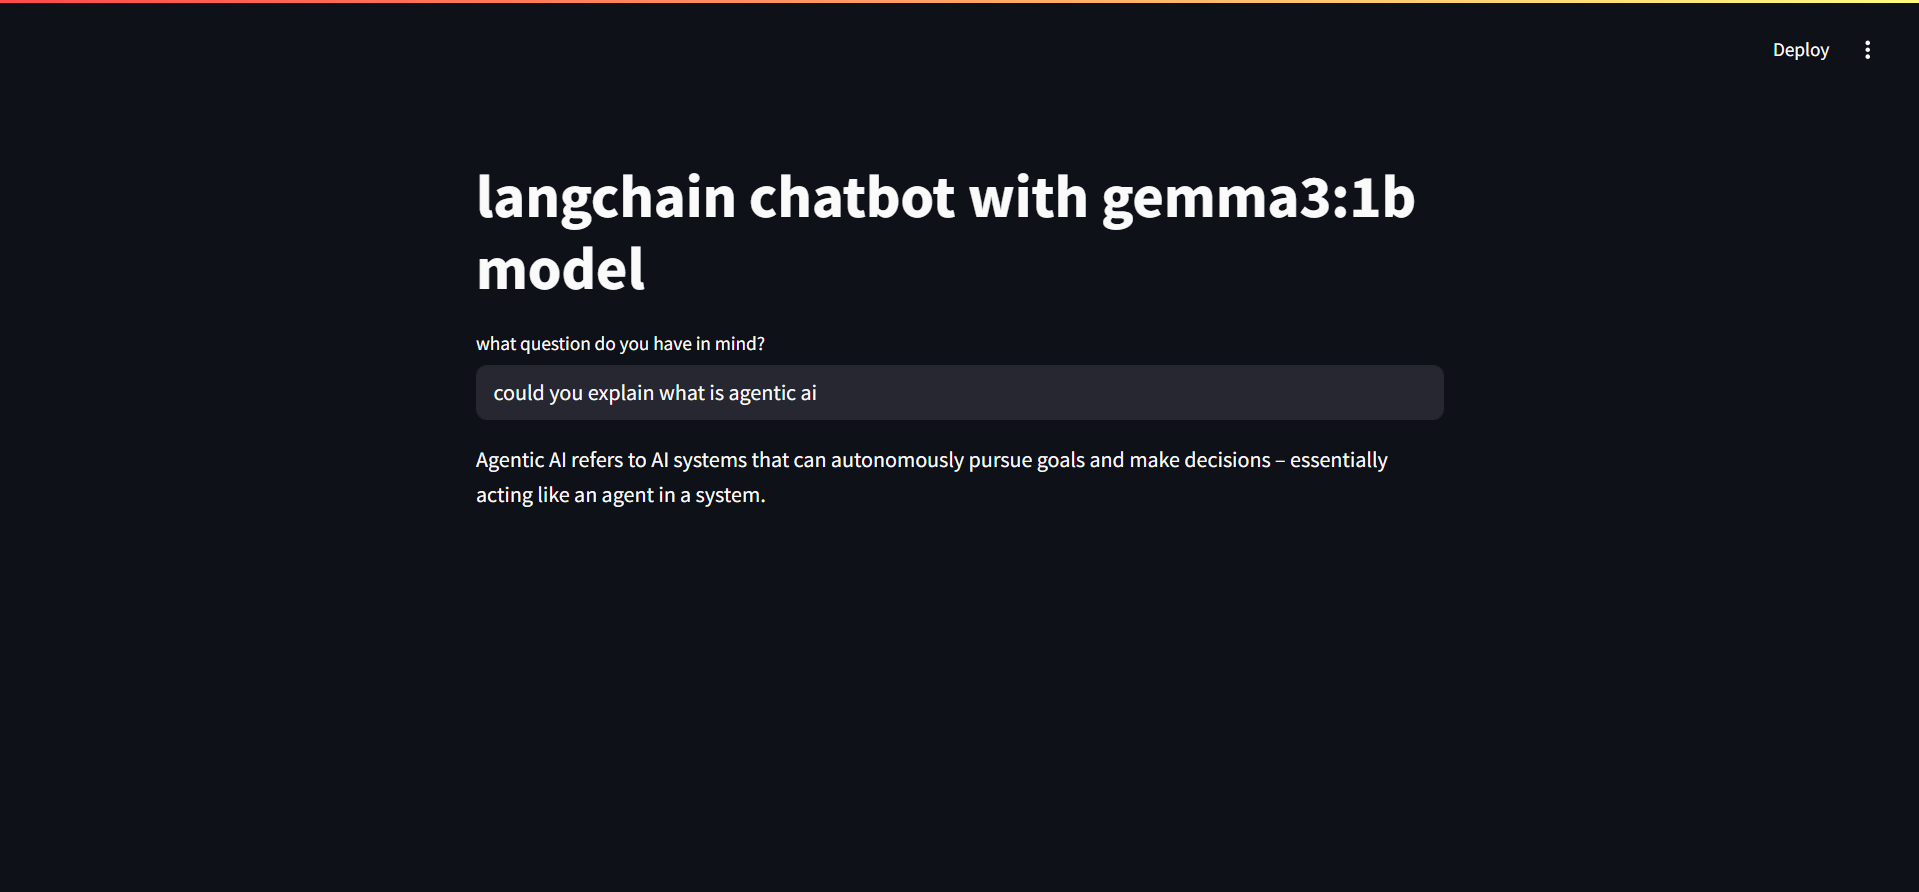 Deploy
langchain chatbot with gemma3:1b
model
what question do you have in mind?
could you explain what is agentic ai
Agentic AI refers to AI systems that can autonomously pursue goals and make decisions – essentially
acting like an agent in a system.